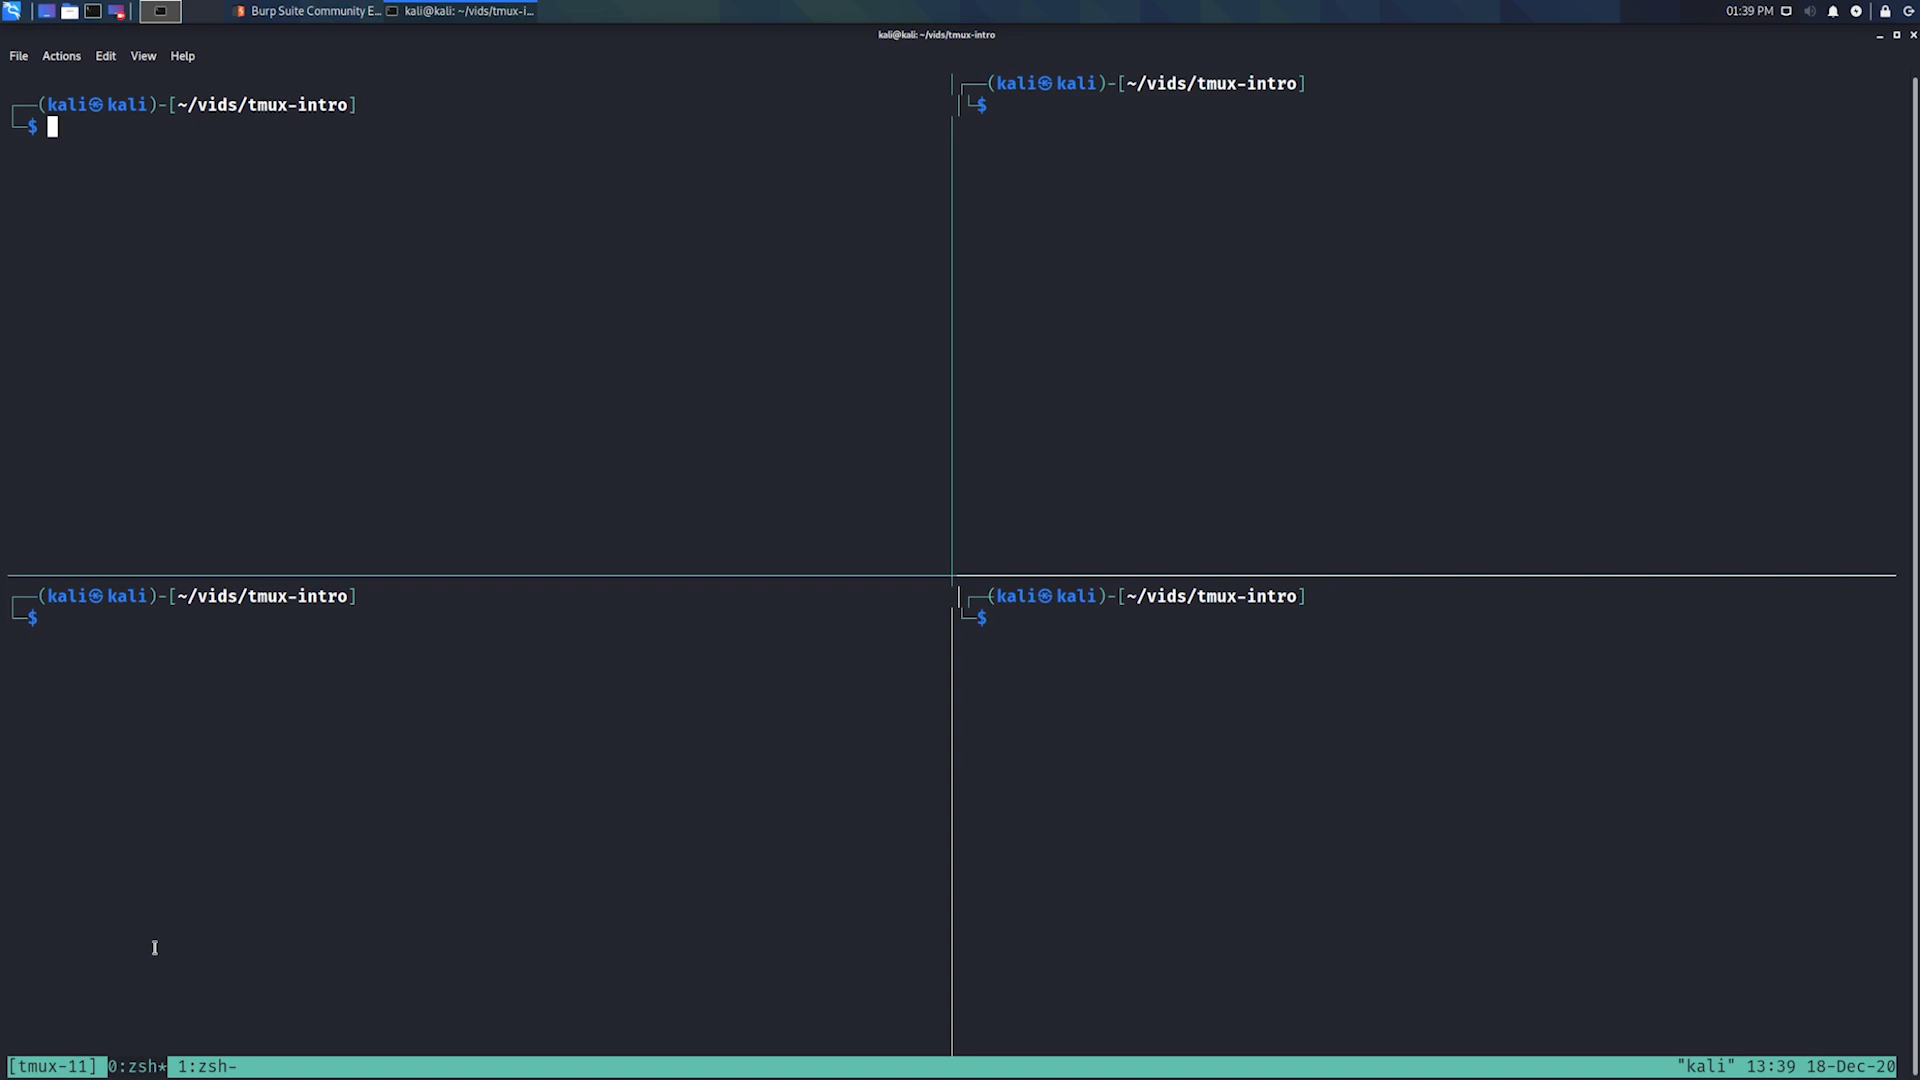 Burp Suite Community E... kali@kali: ~/vids/tmux-i... 01:39 PM
kali@kali: ~/vids/tmux-intro
File Actions Edit View Help
┌──(kali㉿kali)-[~/vids/tmux-intro]
└─$
┌──(kali㉿kali)-[~/vids/tmux-intro]
└─$
┌──(kali㉿kali)-[~/vids/tmux-intro]
└─$
┌──(kali㉿kali)-[~/vids/tmux-intro]
└─$
[tmux-11] 0:zsh* 1:zsh- "kali" 13:39 18-Dec-20